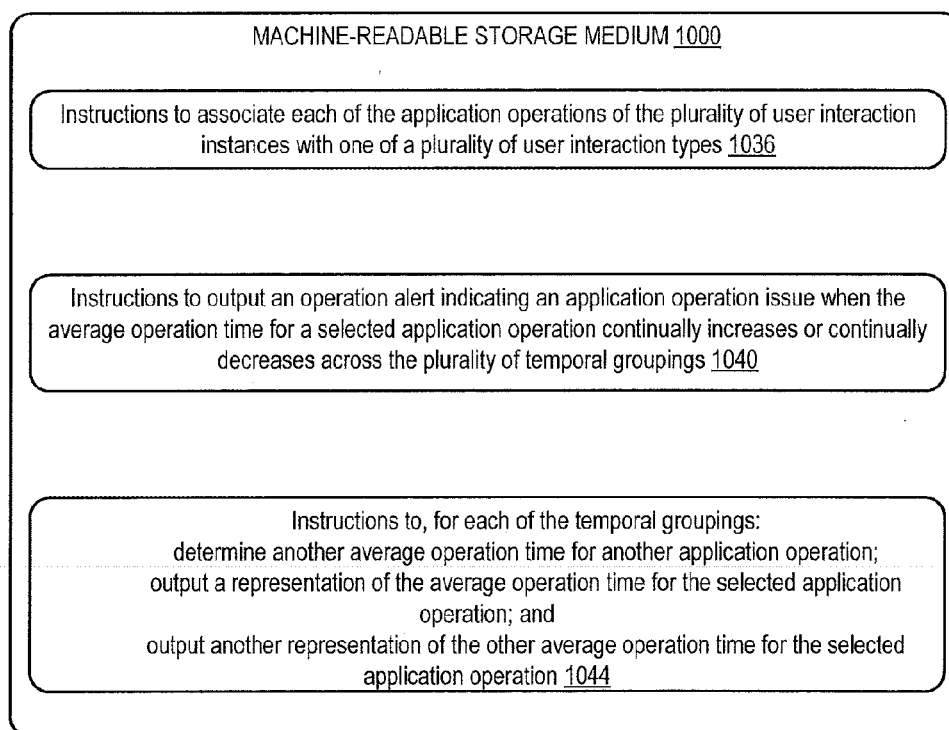 MACHINE-READABLE STORAGE MEDIUM 1000
Instructions to associate each of the application operations of the plurality of user interaction
instances with one of a plurality of user interaction types 1036
Instructions to output an operation alert indicating an application operation issue when the
average operation time for a selected application operation continually increases or continually
decreases across the plurality of temporal groupings 1040
Instructions to, for each of the temporal groupings:
determine another average operation time for another application operation;
output a representation of the average operation time for the selected application
operation; and
output another representation of the other average operation time for the selected
application operation 1044